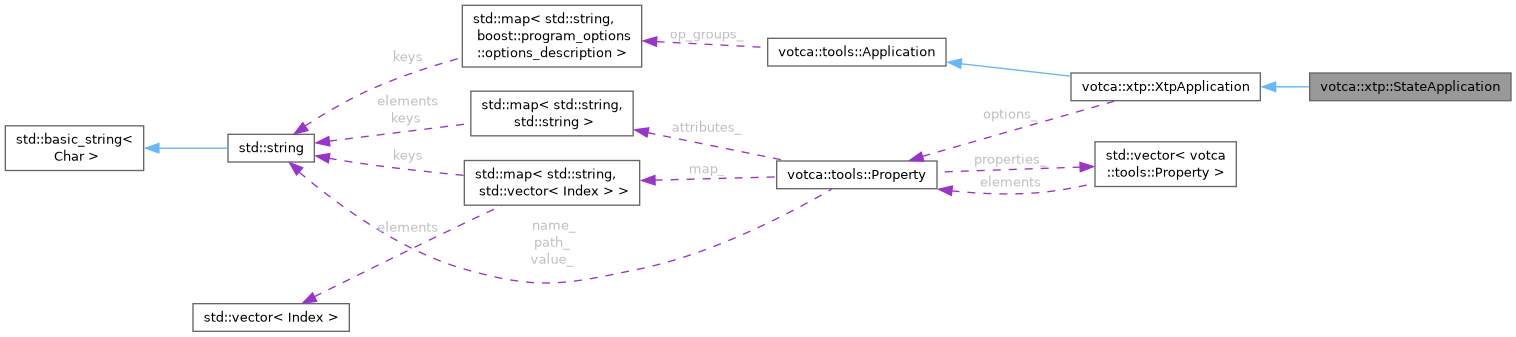 std::map< std::string,
boost::program_options
::options_description >
op_groups_
votca::tools::Application
keys
votca::xtp::XtpApplication
votca::xtp::StateApplication
elements
keys
std::map< std::string,
std::string >
options_
attributes_
std::basic_string<
Char >
std::string
keys
std::map< std::string,
std::vector< Index > >
map_
votca::tools::Property
properties_
elements
std::vector< votca
::tools::Property >
elements
name_
path_
value_
std::vector< Index >